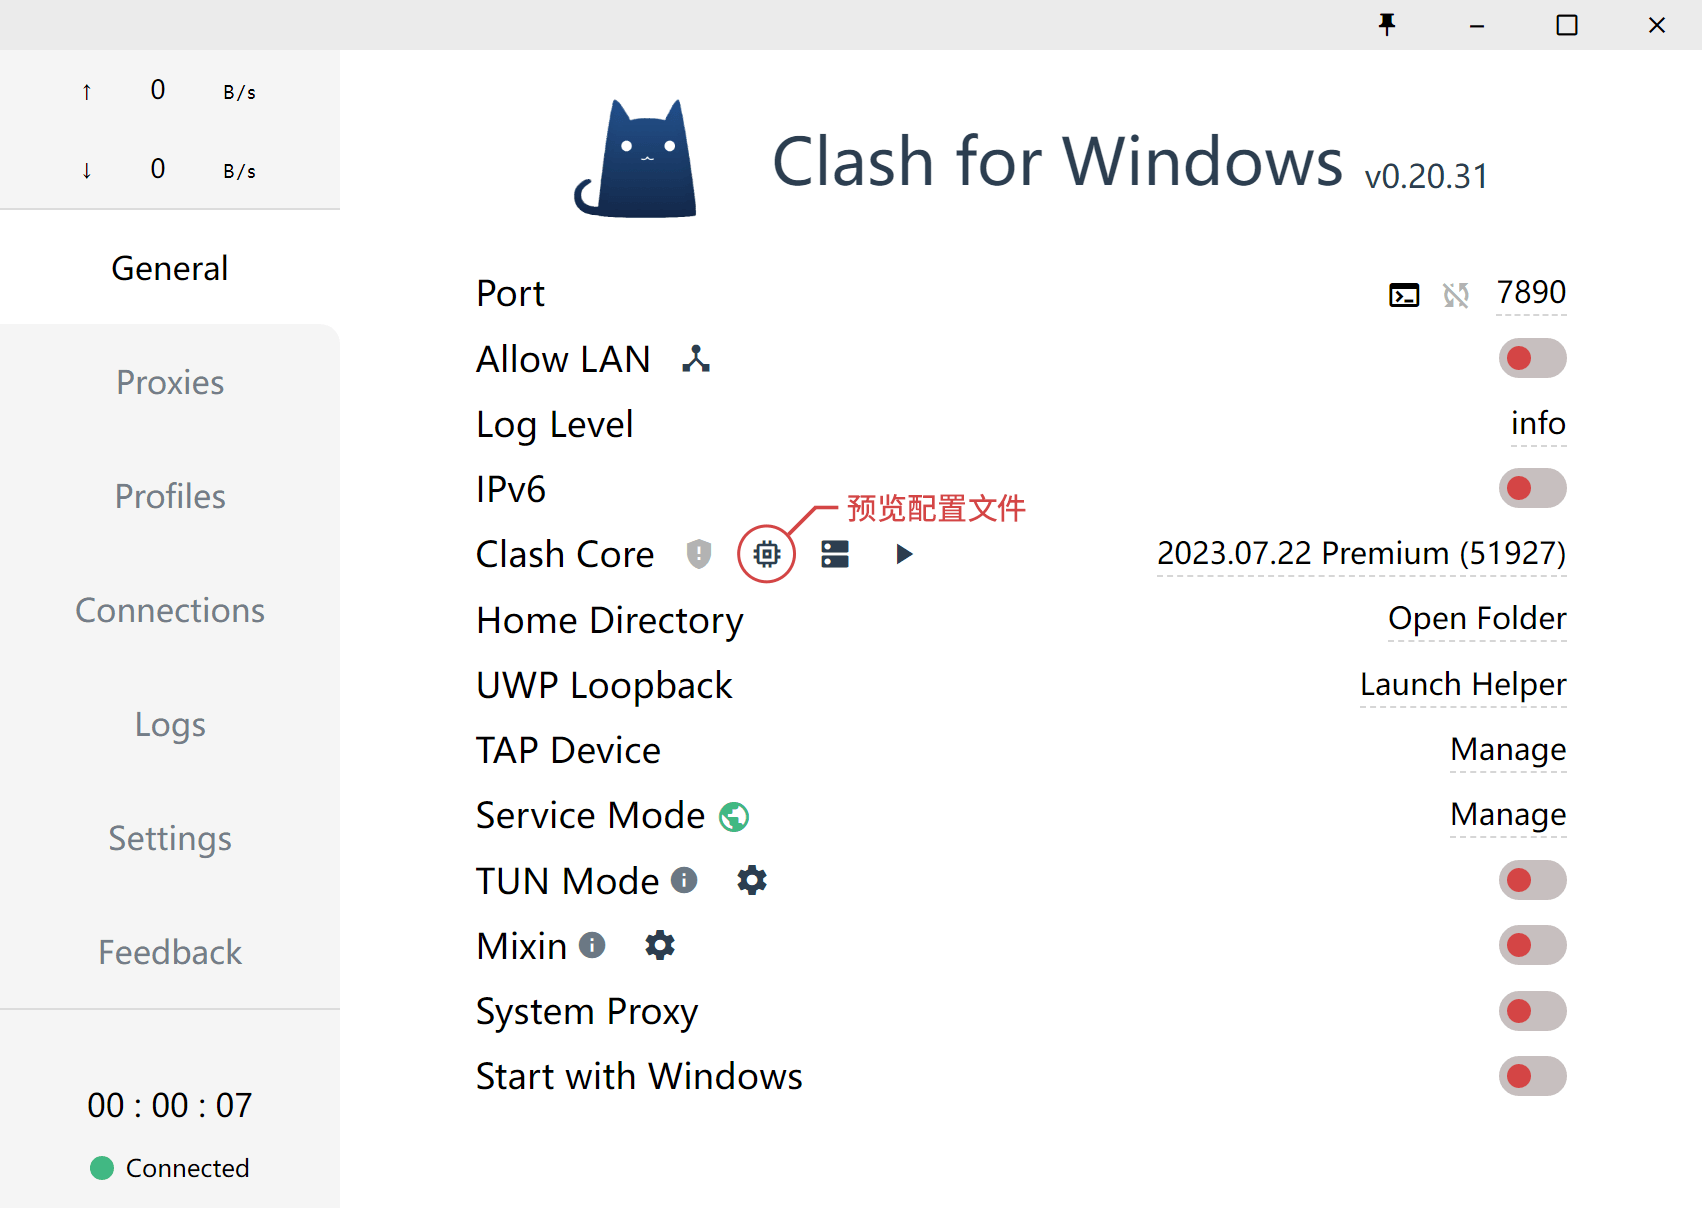 ↑ 0 B/s
↓ 0 B/s
General
Proxies
Profiles
Connections
Logs
Settings
Feedback
00 : 00 : 07
Connected
Clash for Windows v0.20.31
Port 7890
Allow LAN
Log Level info
IPv6
预览配置文件
Clash Core 2023.07.22 Premium (51927)
Home Directory Open Folder
UWP Loopback Launch Helper
TAP Device Manage
Service Mode Manage
TUN Mode
Mixin
System Proxy
Start with Windows